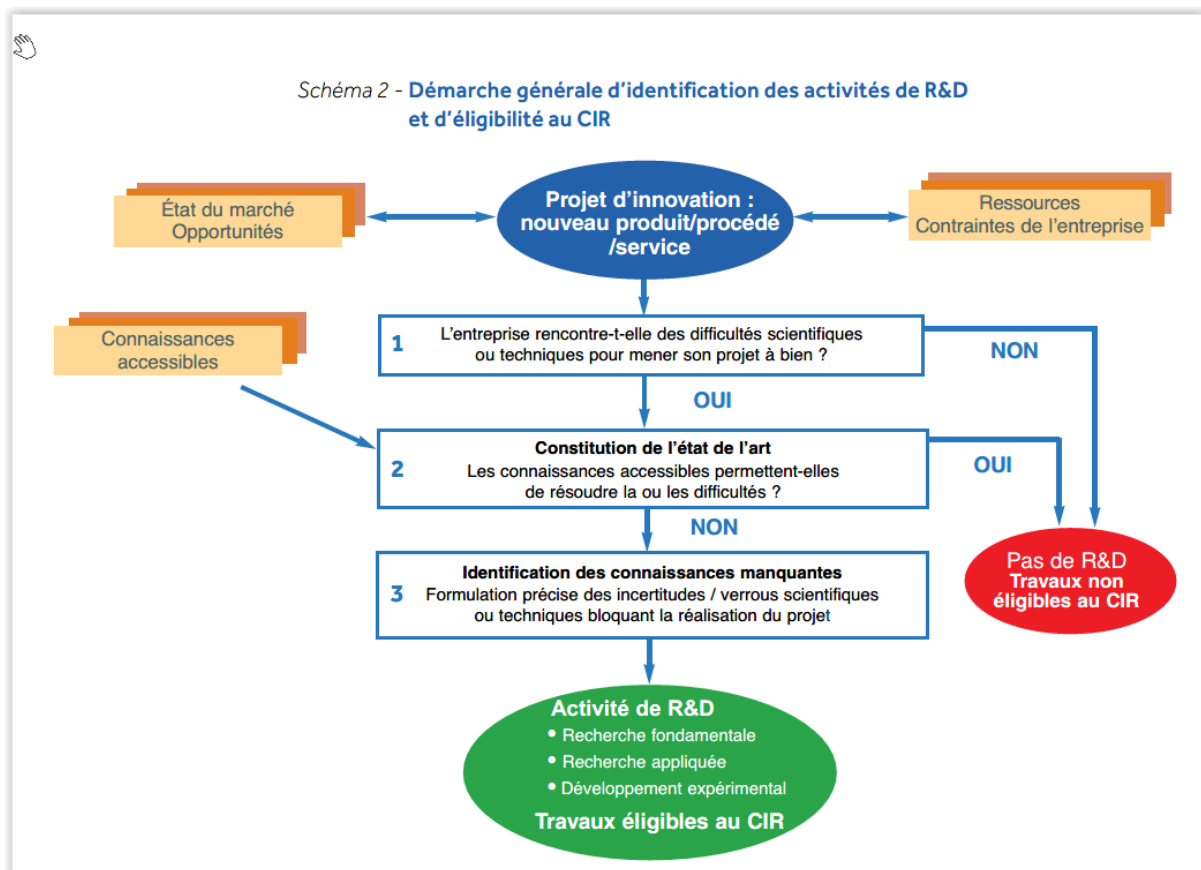 Schéma 2 - Démarche générale d’identification des activités de R&D
et d’éligibilité au CIR
État du marché
Opportunités
Projet d’innovation :
nouveau produit/procédé
/service
Ressources
Contraintes de l’entreprise
Connaissances
accessibles
1
L’entreprise rencontre-t-elle des difficultés scientifiques
ou techniques pour mener son projet à bien ?
NON
OUI
2
Constitution de l’état de l’art
Les connaissances accessibles permettent-elles
de résoudre la ou les difficultés ?
OUI
NON
3
Identification des connaissances manquantes
Formulation précise des incertitudes / verrous scientifiques
ou techniques bloquant la réalisation du projet
Pas de R&D
Travaux non
éligibles au CIR
Activité de R&D
• Recherche fondamentale
• Recherche appliquée
• Développement expérimental
Travaux éligibles au CIR